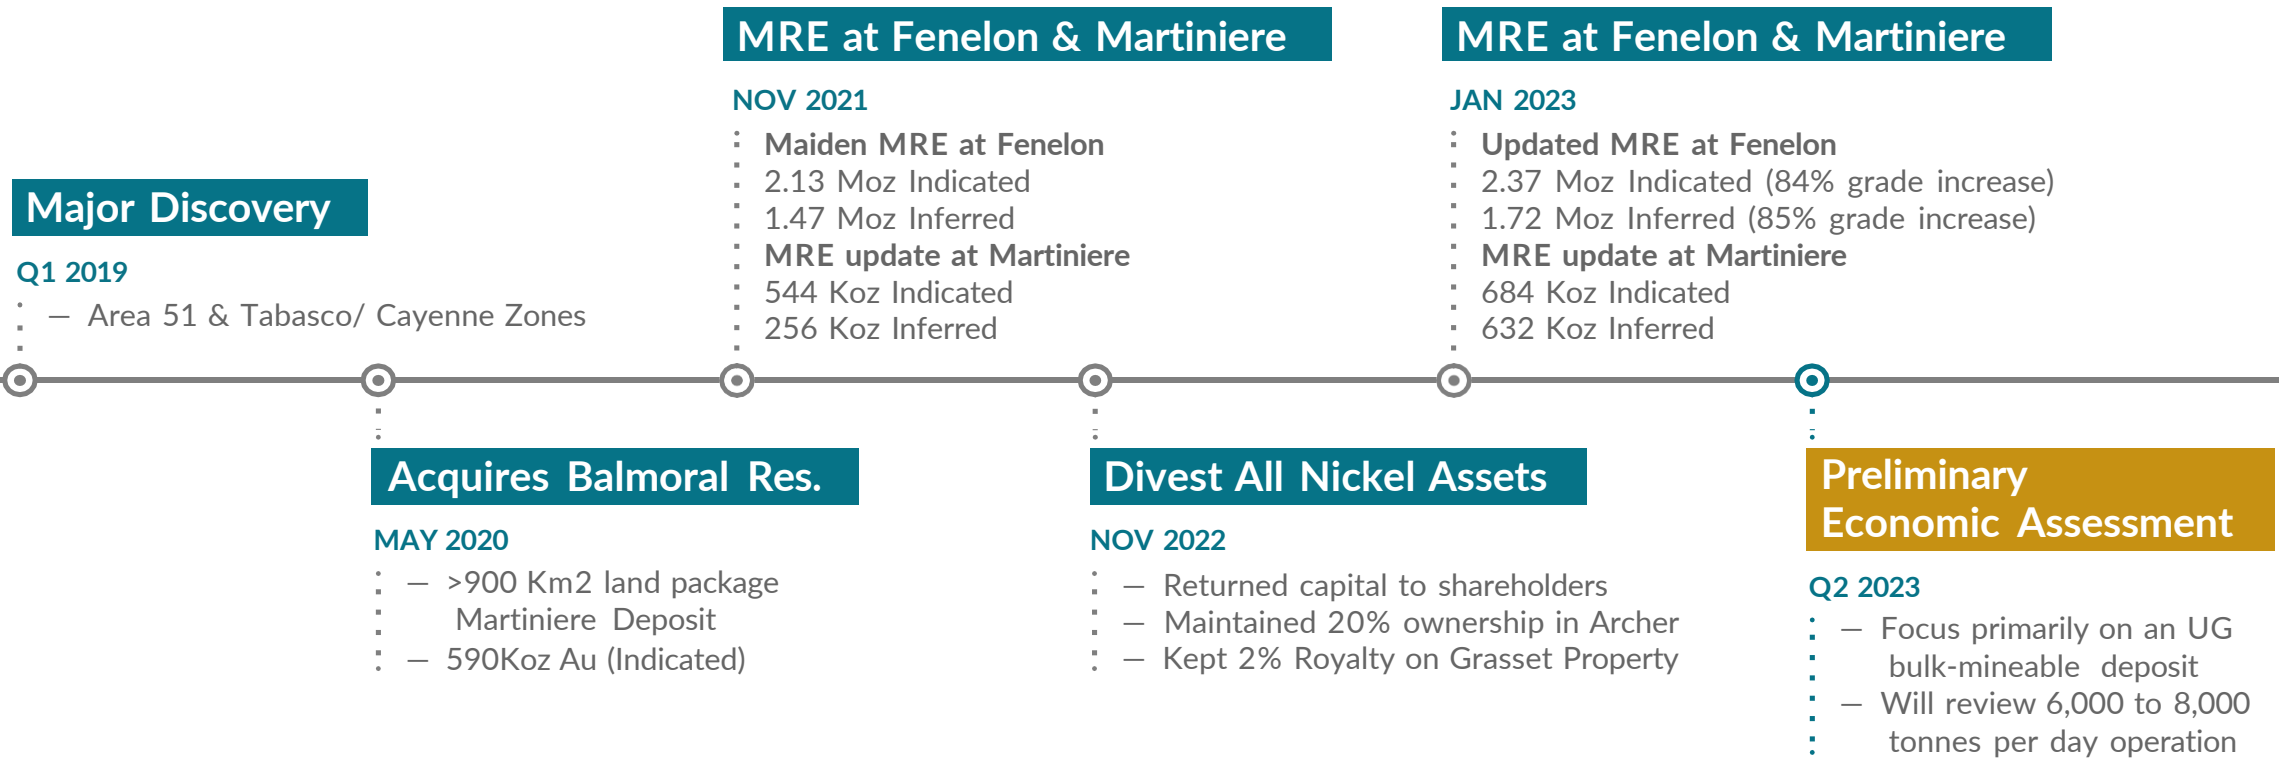 Major Discovery
Q1 2019
— Area 51 & Tabasco/ Cayenne Zones
Acquires Balmoral Res.
MAY 2020
— >900 Km2 land package
Martiniere Deposit
— 590Koz Au (Indicated)
MRE at Fenelon & Martiniere
NOV 2021
Maiden MRE at Fenelon
2.13 Moz Indicated
1.47 Moz Inferred
MRE update at Martiniere
544 Koz Indicated
256 Koz Inferred
Divest All Nickel Assets
NOV 2022
— Returned capital to shareholders
— Maintained 20% ownership in Archer
— Kept 2% Royalty on Grasset Property
MRE at Fenelon & Martiniere
JAN 2023
Updated MRE at Fenelon
2.37 Moz Indicated (84% grade increase)
1.72 Moz Inferred (85% grade increase)
MRE update at Martiniere
684 Koz Indicated
632 Koz Inferred
Preliminary
Economic Assessment
Q2 2023
— Focus primarily on an UG
bulk-mineable deposit
— Will review 6,000 to 8,000
tonnes per day operation